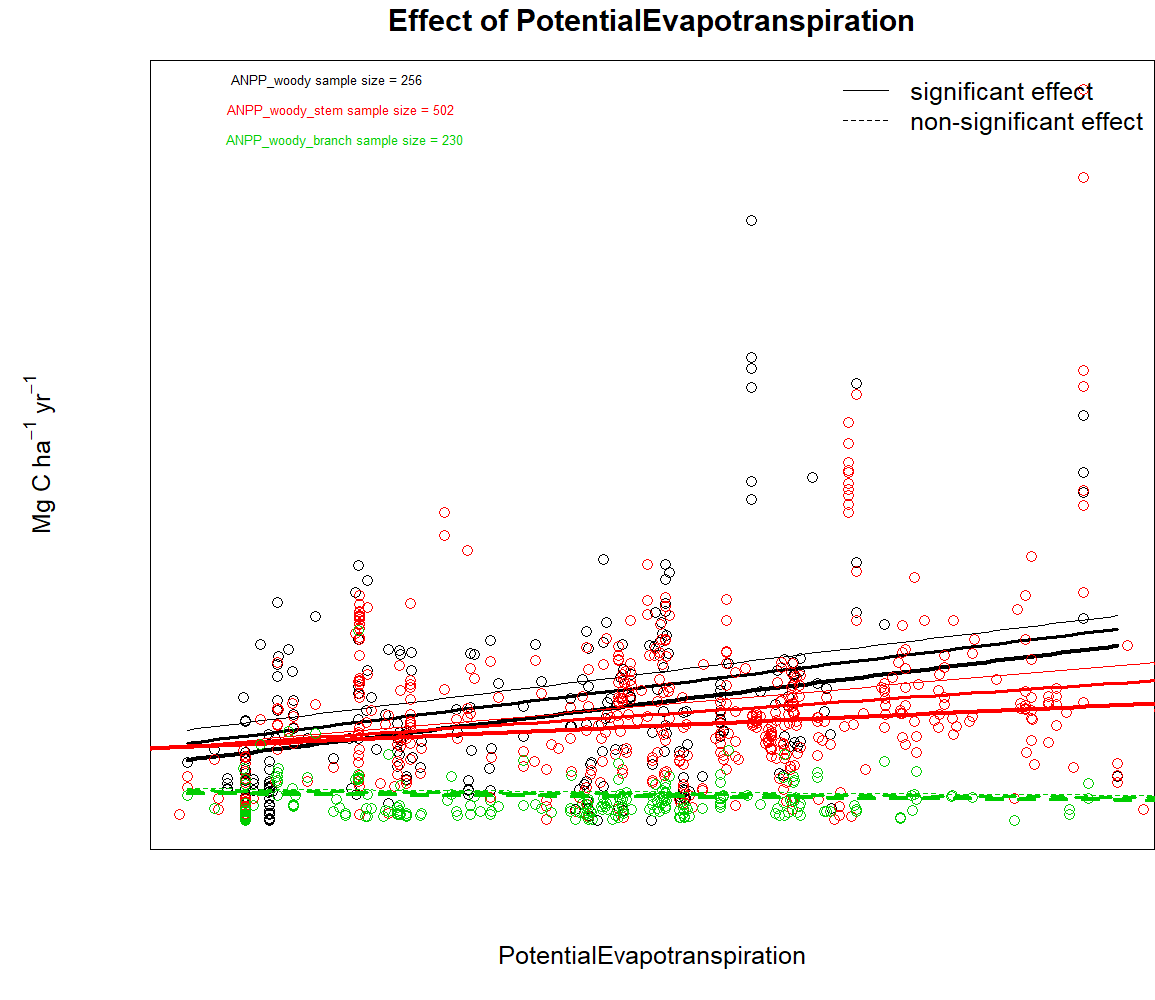 Effect of PotentialEvapotranspiration
ANPP_woody sample size = 256
ANPP_woody_stem sample size = 502
ANPP_woody_branch sample size = 230
significant effect
non-significant effect
Mg C ha⁻¹ yr⁻¹
PotentialEvapotranspiration